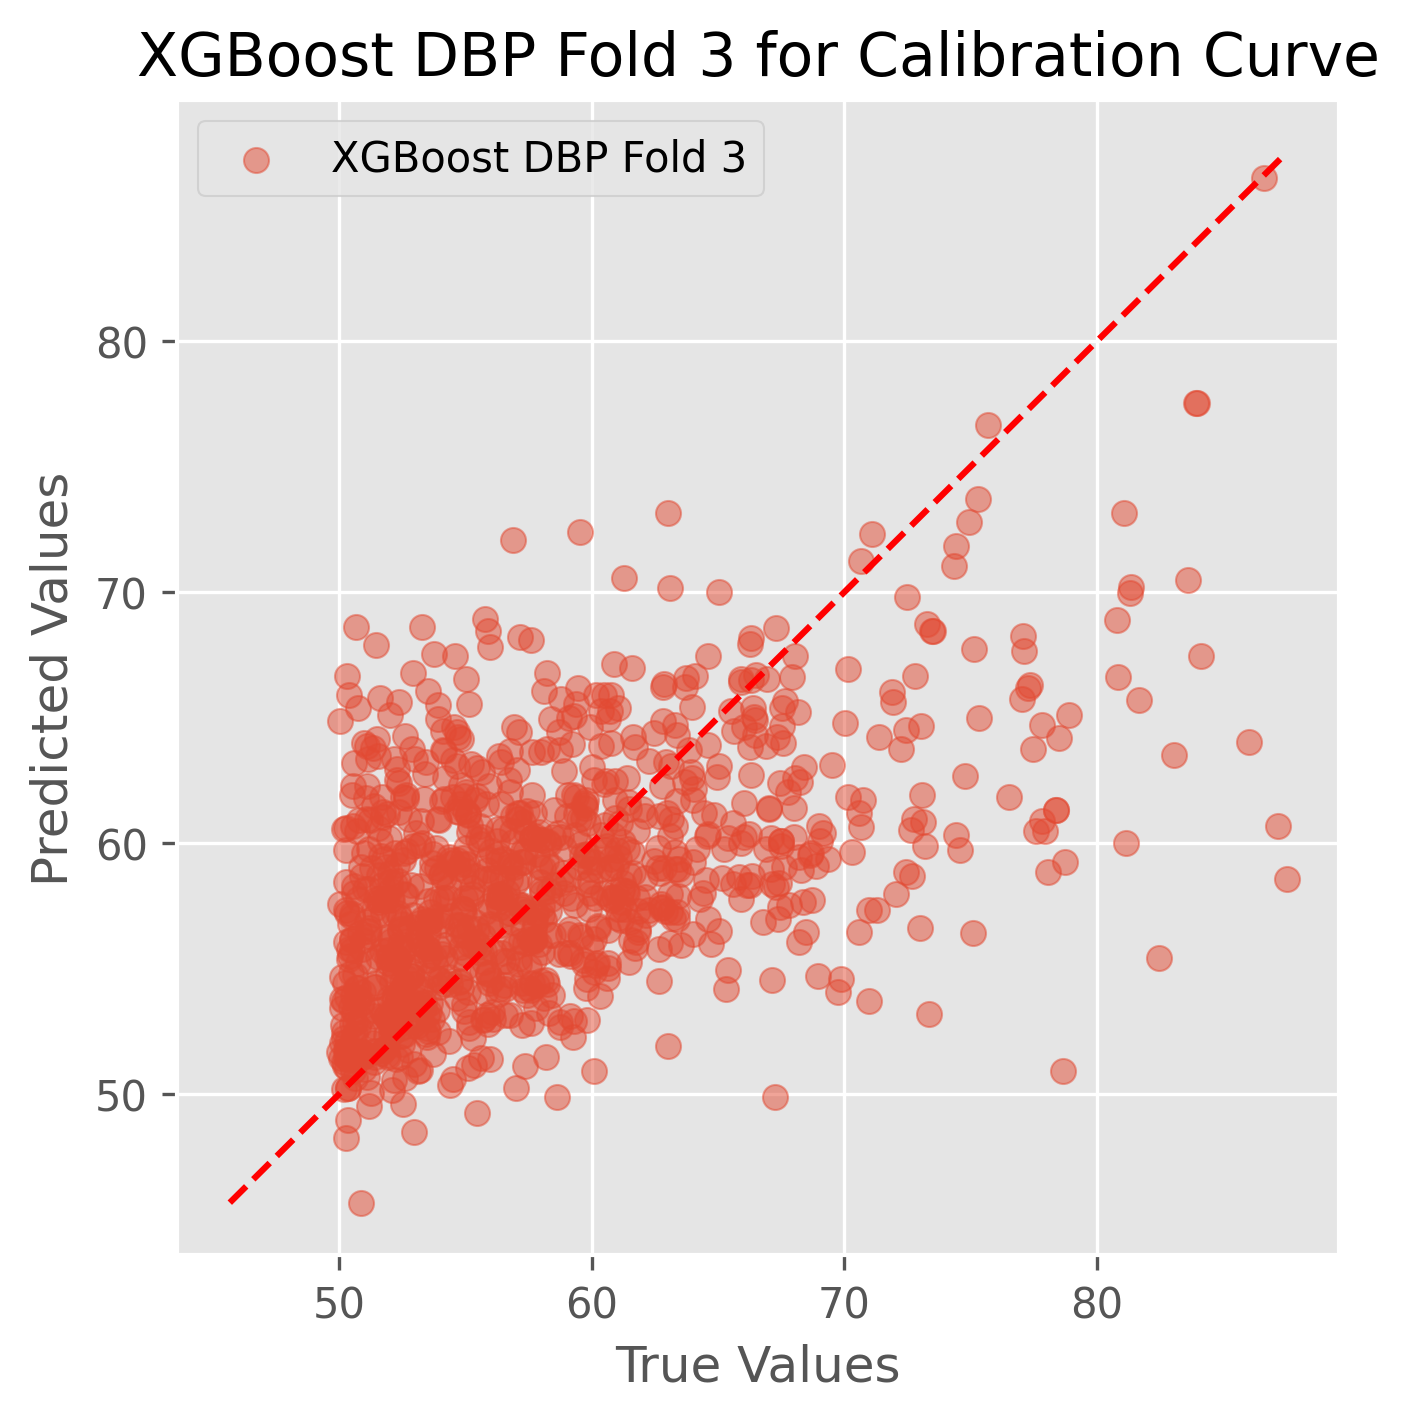 XGBoost DBP Fold 3 for Calibration Curve
XGBoost DBP Fold 3
Predicted Values
80
70
60
50
50 60 70 80
True Values